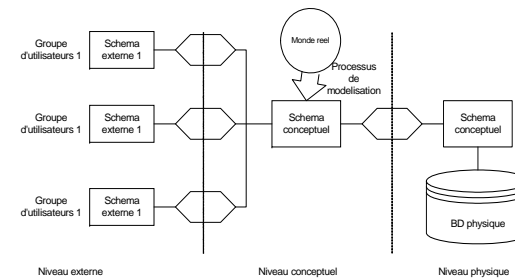 Groupe
d'utilisateurs 1
Schema
externe 1
Monde reel
Processus
de
modelisation
Groupe
d'utilisateurs 1
Schema
externe 1
Schema
conceptuel
Schema
conceptuel
Groupe
d'utilisateurs 1
Schema
externe 1
BD physique
Niveau externe
Niveau conceptuel
Niveau physique